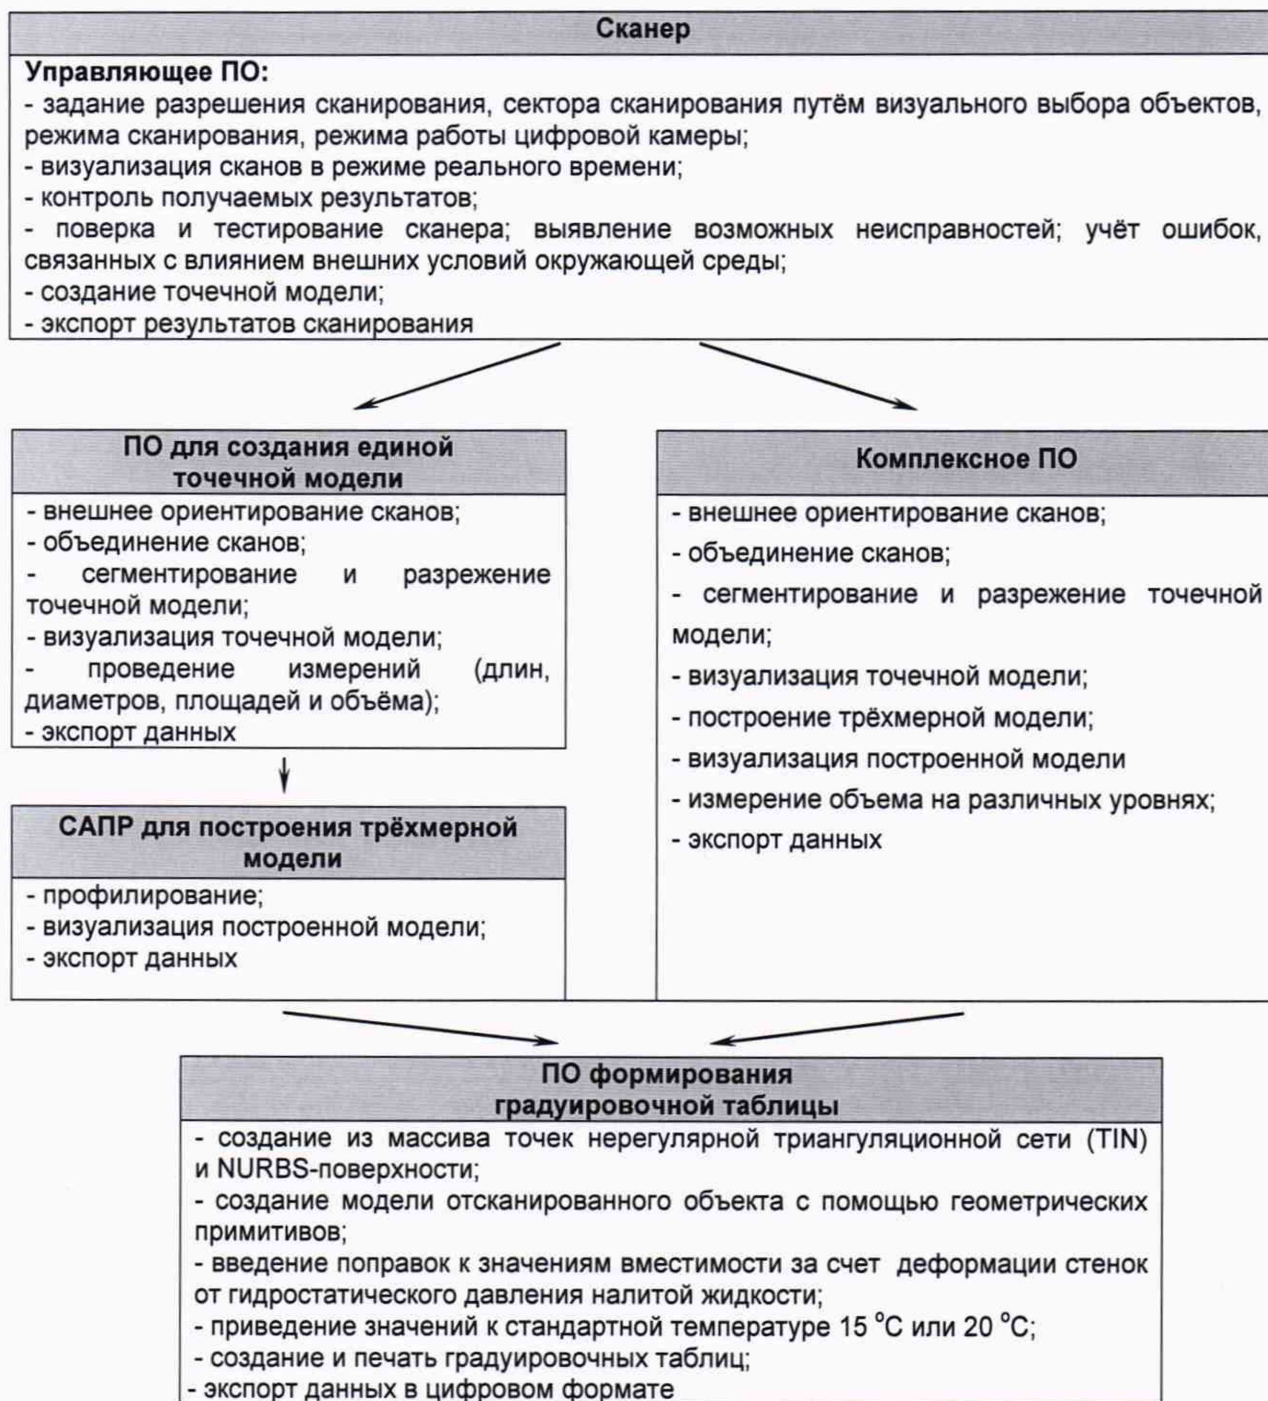 Сканер
Управляющее ПО:
- задание разрешения сканирования, сектора сканирования путём визуального выбора объектов,
режима сканирования, режима работы цифровой камеры;
- визуализация сканов в режиме реального времени;
- контроль получаемых результатов;
- поверка и тестирование сканера; выявление возможных неисправностей; учёт ошибок,
связанных с влиянием внешних условий окружающей среды;
- создание точечной модели;
- экспорт результатов сканирования
ПО для создания единой
точечной модели
- внешнее ориентирование сканов;
- объединение сканов;
- сегментирование и разрежение
точечной модели;
- визуализация точечной модели;
- проведение измерений (длин,
диаметров, площадей и объёма);
- экспорт данных
САПР для построения трёхмерной
модели
- профилирование;
- визуализация построенной модели;
- экспорт данных
Комплексное ПО
- внешнее ориентирование сканов;
- объединение сканов;
- сегментирование и разрежение точечной
модели;
- визуализация точечной модели;
- построение трёхмерной модели;
- визуализация построенной модели
- измерение объема на различных уровнях;
- экспорт данных
ПО формирования
градуировочной таблицы
- создание из массива точек нерегулярной триангуляционной сети (TIN)
и NURBS-поверхности;
- создание модели отсканированного объекта с помощью геометрических
примитивов;
- введение поправок к значениям вместимости за счет деформации стенок
от гидростатического давления налитой жидкости;
- приведение значений к стандартной температуре 15 °C или 20 °C;
- создание и печать градуировочных таблиц;
- экспорт данных в цифровом формате